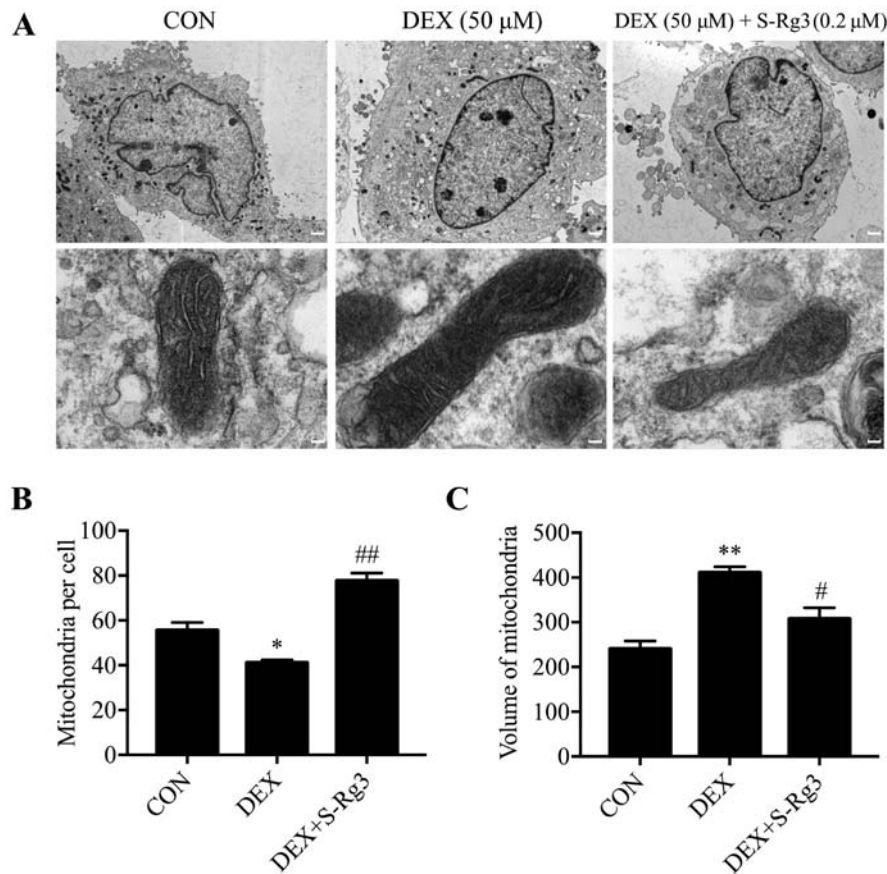 A
CON
DEX (50 μM)
DEX (50 μM) + S-Rg3 (0.2 μM)
B
Mitochondria per cell
100
80
60
40
20
0
*
##
CON
DEX
DEX+S-Rg3
C
Volume of mitochondria
500
400
300
200
100
0
**
#
CON
DEX
DEX+S-Rg3